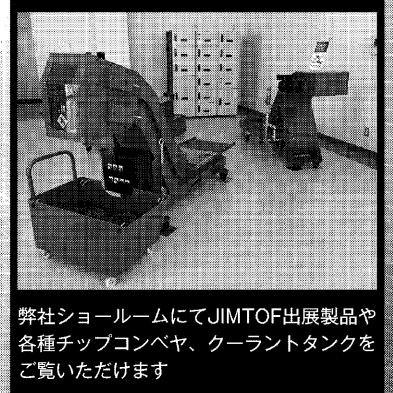 弊社ショールームにてJIMTOF出展製品や
各種チップコンベヤ、クーラントタンクを
ご覧いただけます